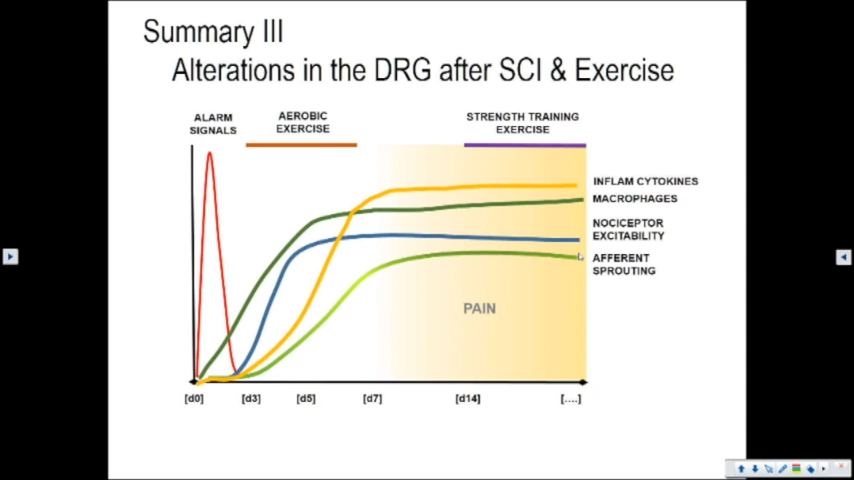 Summary III
Alterations in the DRG after SCI & Exercise
ALARM
SIGNALS
AEROBIC
EXERCISE
STRENGTH TRAINING
EXERCISE
INFLAM CYTOKINES
MACROPHAGES
NOCICEPTOR
EXCITABILITY
AFFERENT
SPROUTING
PAIN
[d0] [d3] [d5] [d7] [d14] [....]